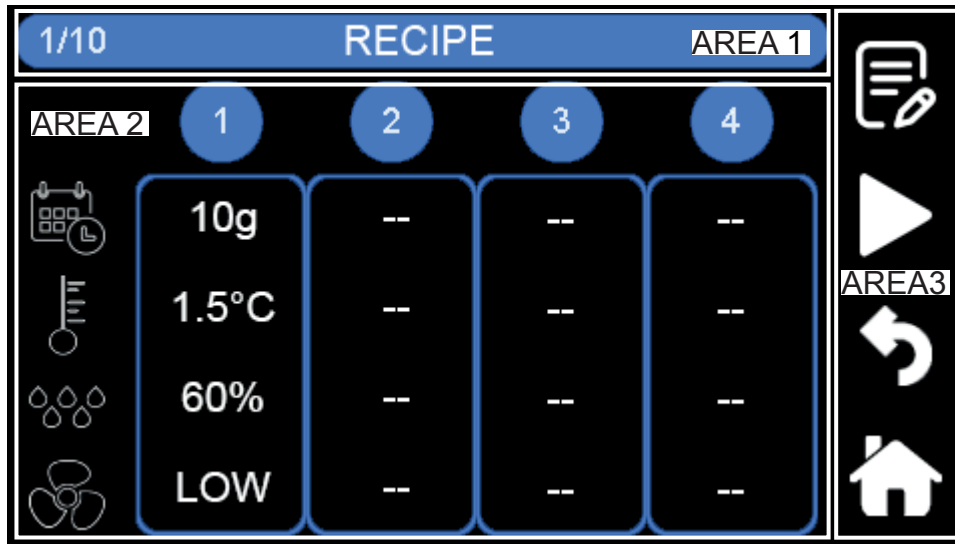 1/10 RECIPE AREA 1
AREA 2 1 2 3 4
10g -- -- --
AREA3
1.5°C -- -- --
60% -- -- --
LOW -- -- --